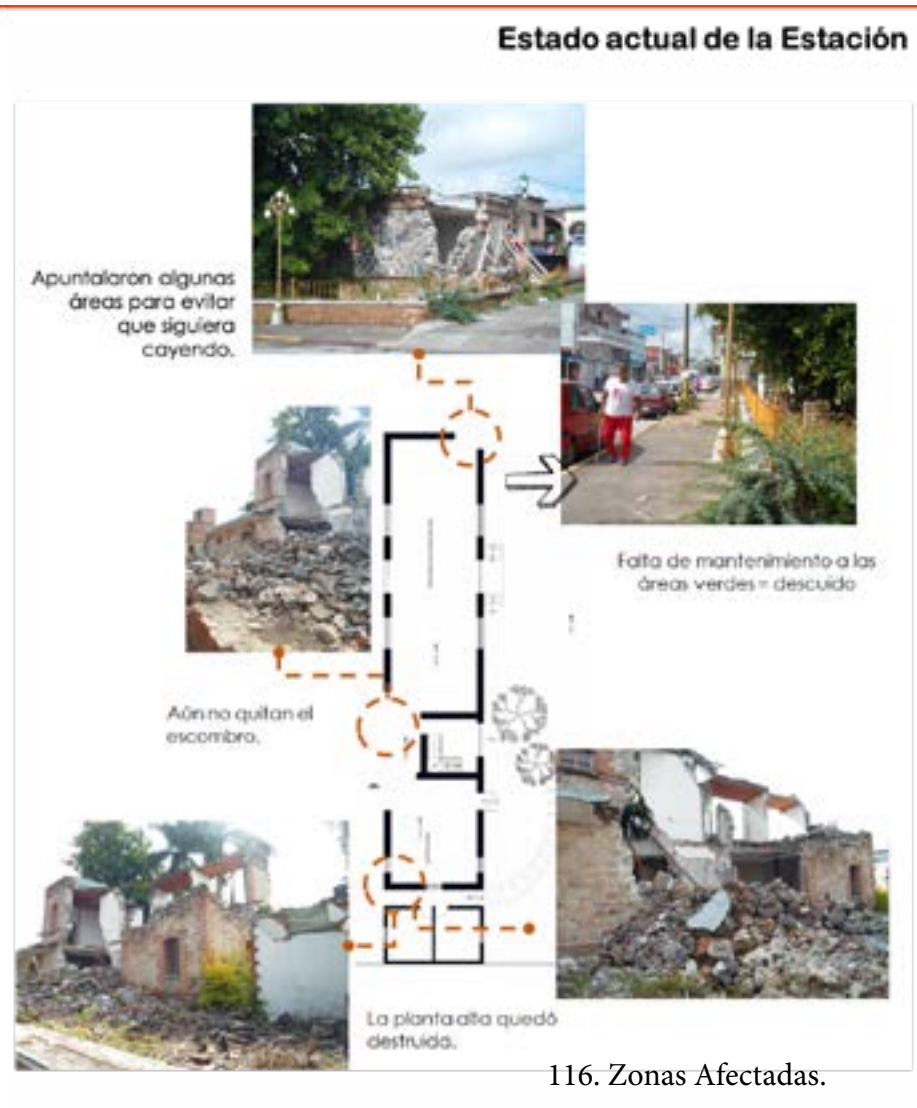 Estado actual de la Estación
Apuntalaron algunas
áreas para evitar
que siguiera
cayendo.
Falta de mantenimiento a las
áreas verdes = descuido
Aún no quitan el
escombro.
La planta alta quedó
destruida.
116. Zonas Afectadas.